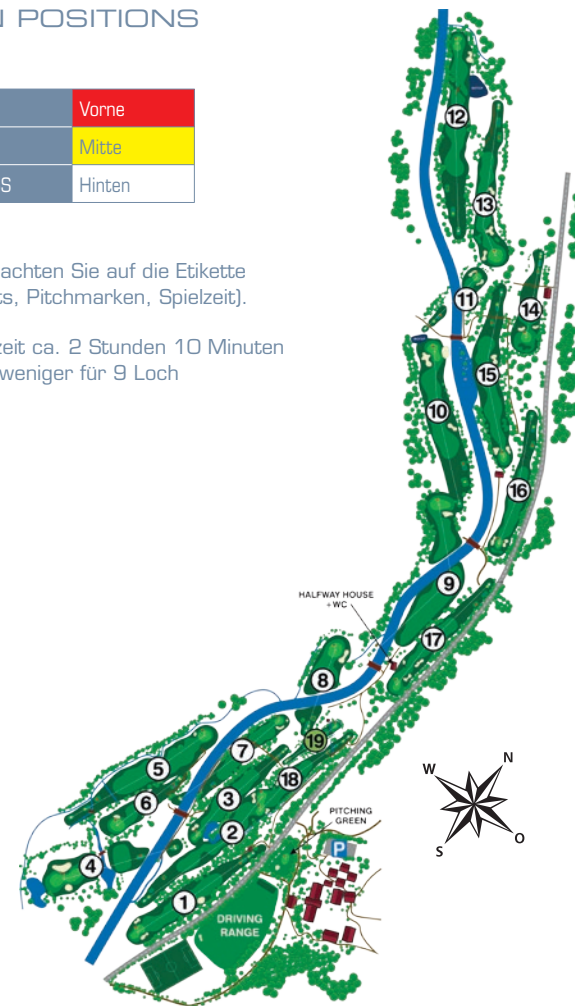 POSITIONS
Vorne
Mitte
S Hinten
achten Sie auf die Etikette
ts, Pitchmarken, Spielzeit).
zeit ca. 2 Stunden 10 Minuten
weniger für 9 Loch
12
13
11
14
15
10
16
9
HALFWAY HOUSE
+ WC
17
8
19
7
5
18
6
3
2
4
1
PITCHING
GREEN
P
DRIVING
RANGE
W
N
S
O